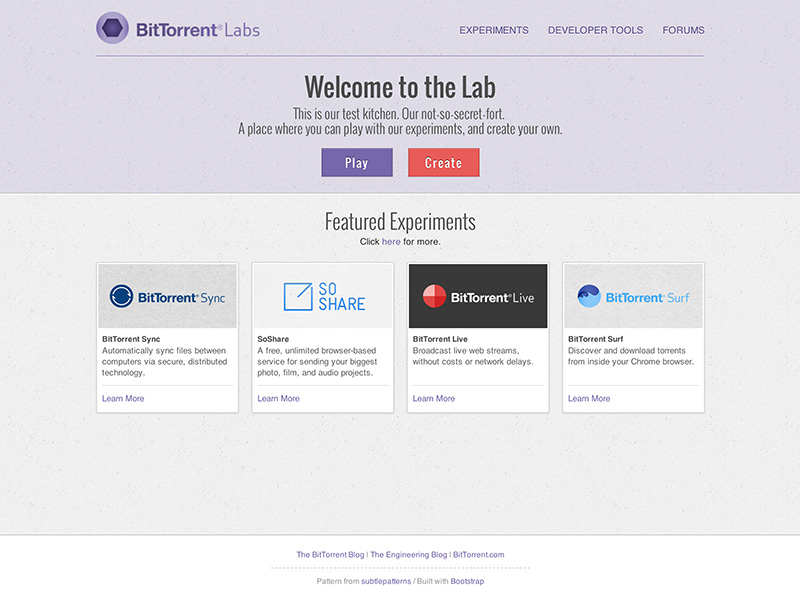 BitTorrent® Labs
EXPERIMENTS DEVELOPER TOOLS FORUMS
Welcome to the Lab
This is our test kitchen. Our not-so-secret-fort.
A place where you can play with our experiments, and create your own.
Play Create
Featured Experiments
Click here for more.
BitTorrent® Sync
BitTorrent Sync
Automatically sync files between
computers via secure, distributed
technology.
Learn More
SO
SHARE
SoShare
A free, unlimited browser-based
service for sending your biggest
photo, film, and audio projects.
Learn More
BitTorrent® Live
BitTorrent Live
Broadcast live web streams,
without costs or network delays.
Learn More
BitTorrent® Surf
BitTorrent Surf
Discover and download torrents
from inside your Chrome browser.
Learn More
The BitTorrent Blog | The Engineering Blog | BitTorrent.com
Pattern from subtlepatterns / Built with Bootstrap